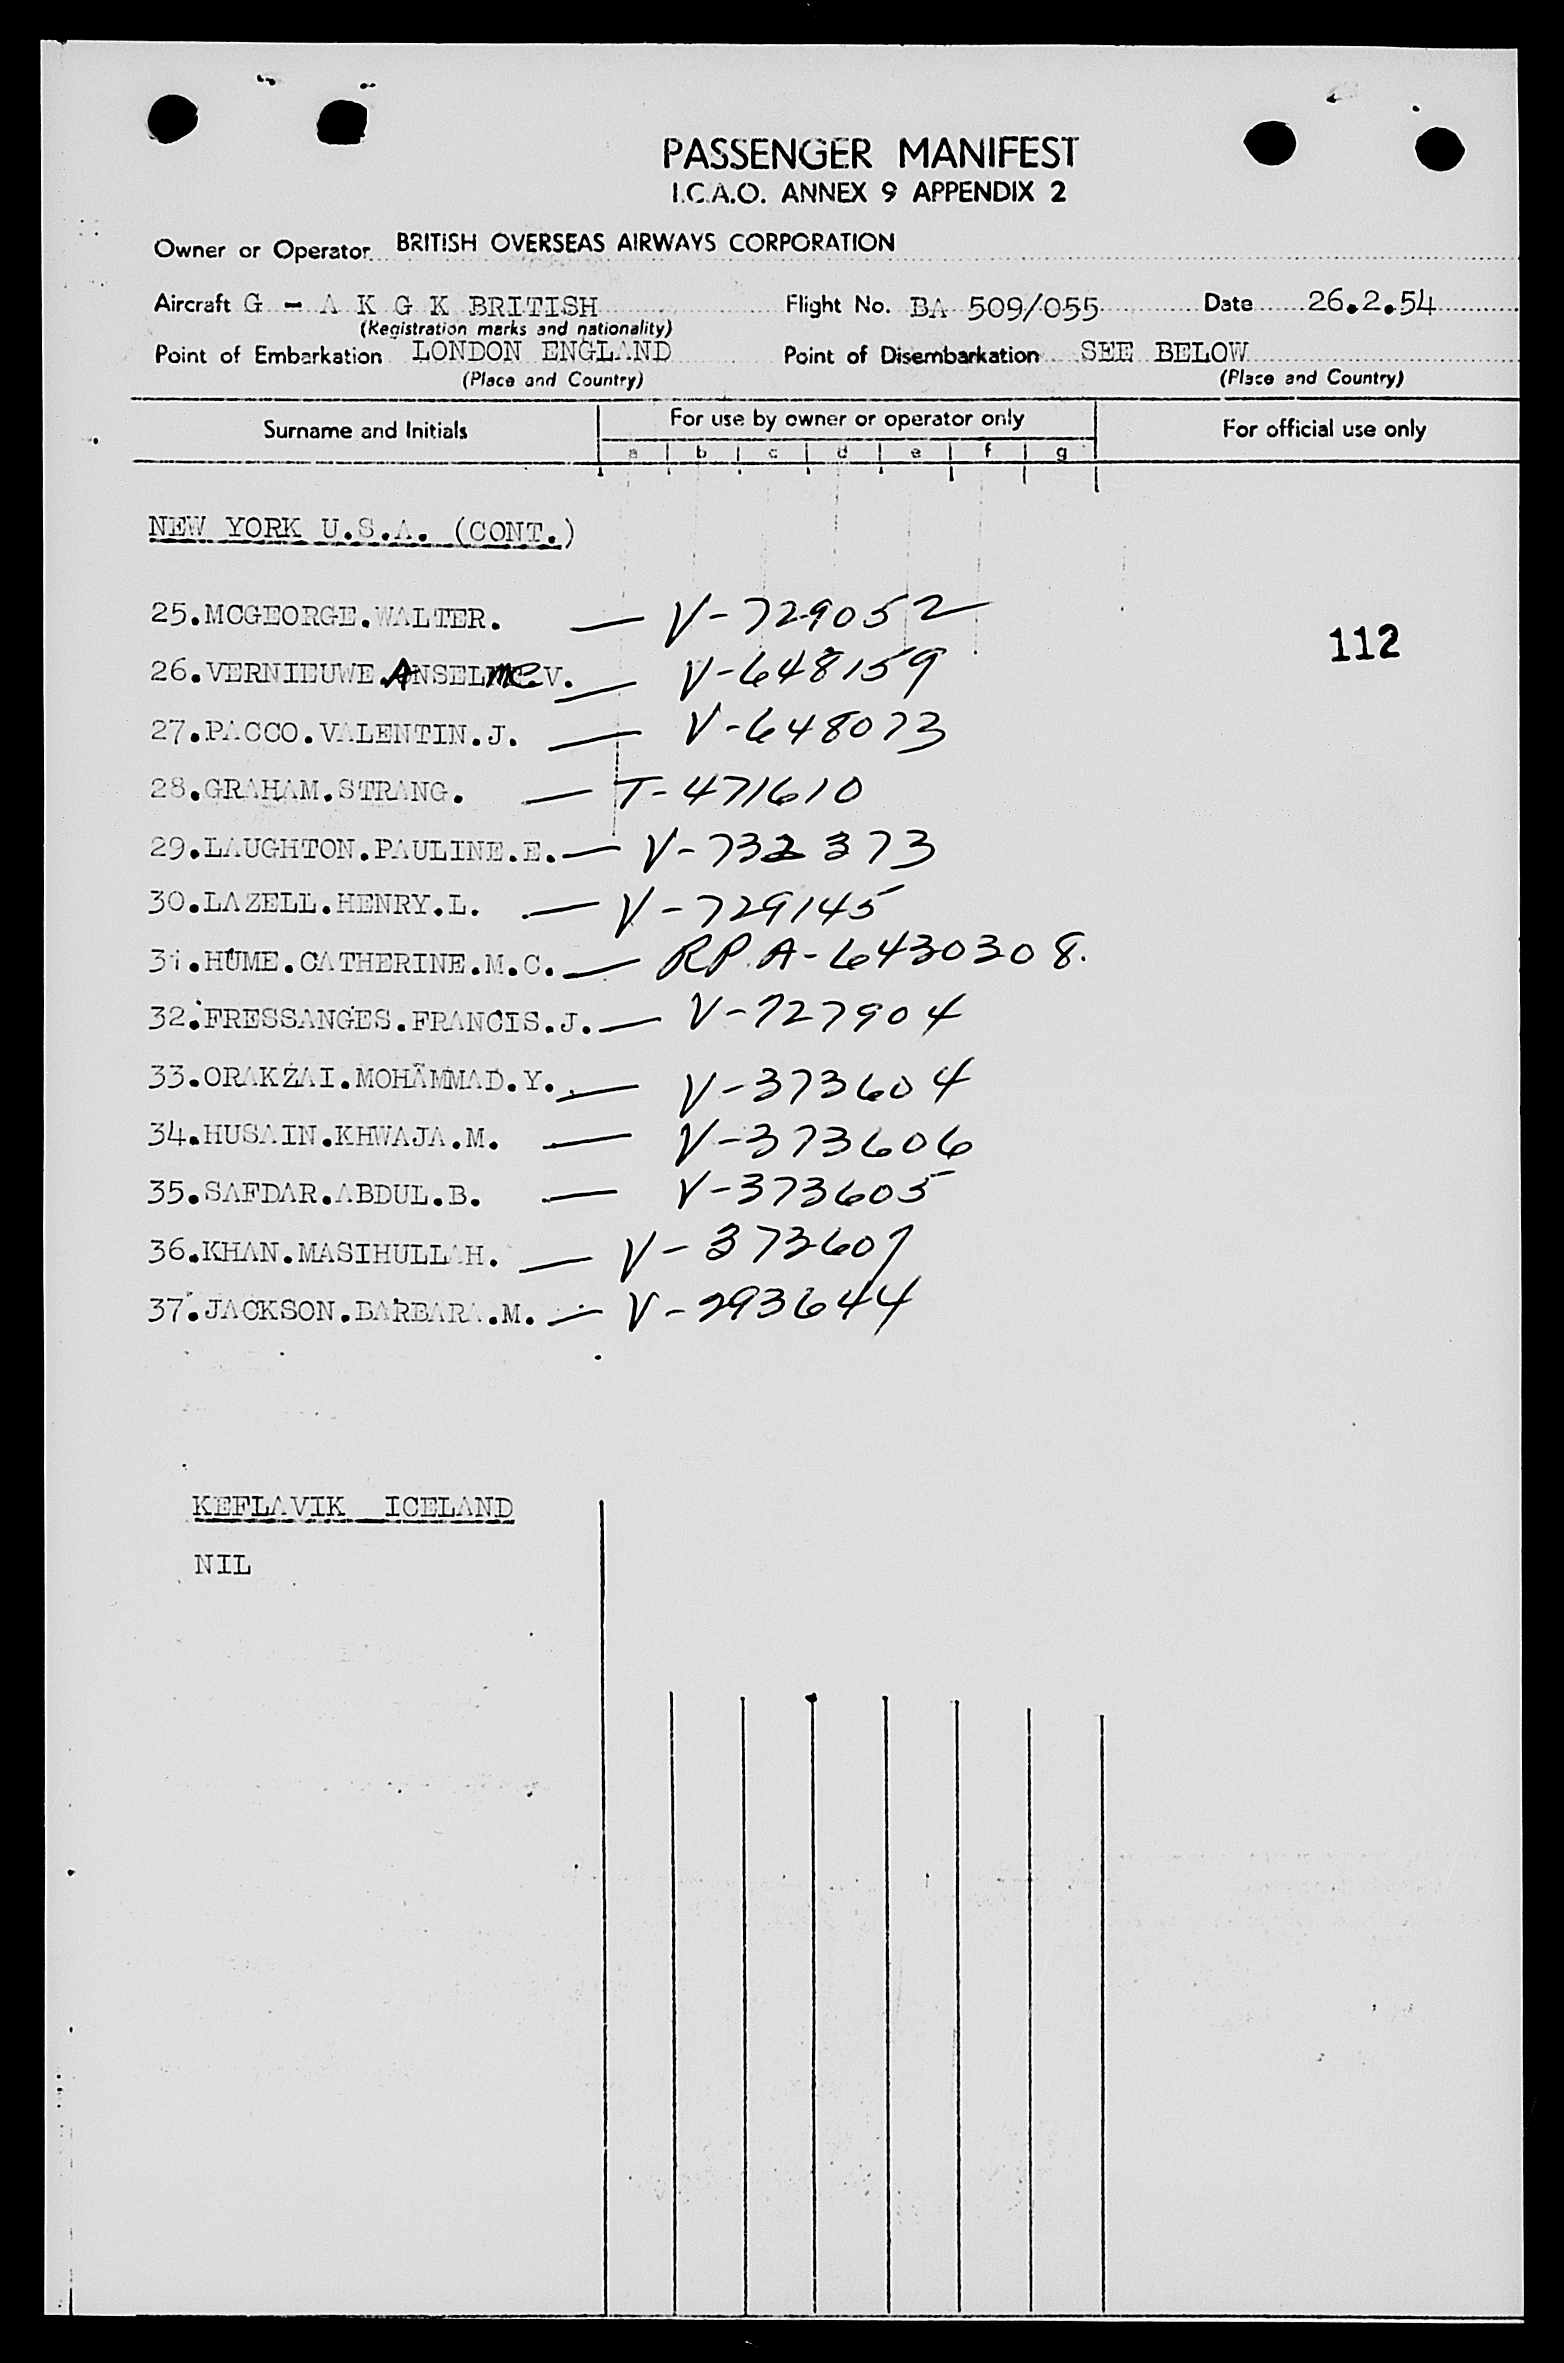 PASSENGER MANIFEST
I.C.A.O. ANNEX 9 APPENDIX 2
Owner or Operator BRITISH OVERSEAS AIRWAYS CORPORATION
Aircraft G - A K G K BRITISH Flight No. BA 509/055 Date 26.2.54
(Registration marks and nationality)
Point of Embarkation LONDON ENGLAND Point of Disembarkation SEE BELOW
(Place and Country) (Place and Country)
Surname and Initials For use by owner or operator only For official use only
a b c d e f g
NEW YORK U.S.A. (CONT.)
25.MCGEORGE.WALTER. — V-729052
112
26.VERNIEUWE.ANSELME.V. — V-648159
27.PACCO.VALENTIN.J. — V-648073
28.GRAHAM.STRANG. — T-471610
29.LAUGHTON.PAULINE.E. — V-732373
30.LAZELL.HENRY.L. — V-729145
31.HUME.CATHERINE.M.C. — RP.A-6430308.
32.FRESSANGES.FRANCIS.J. — V-727904
33.ORAKZAI.MOHAMMAD.Y. — V-373604
34.HUSAIN.KHWAJA.M. — V-373606
35.SAFDAR.ABDUL.B. — V-373605
36.KHAN.MASIHULLAH. — V-373607
37.JACKSON.BARBARA.M. — V-293644
KEFLAVIK ICELAND
NIL